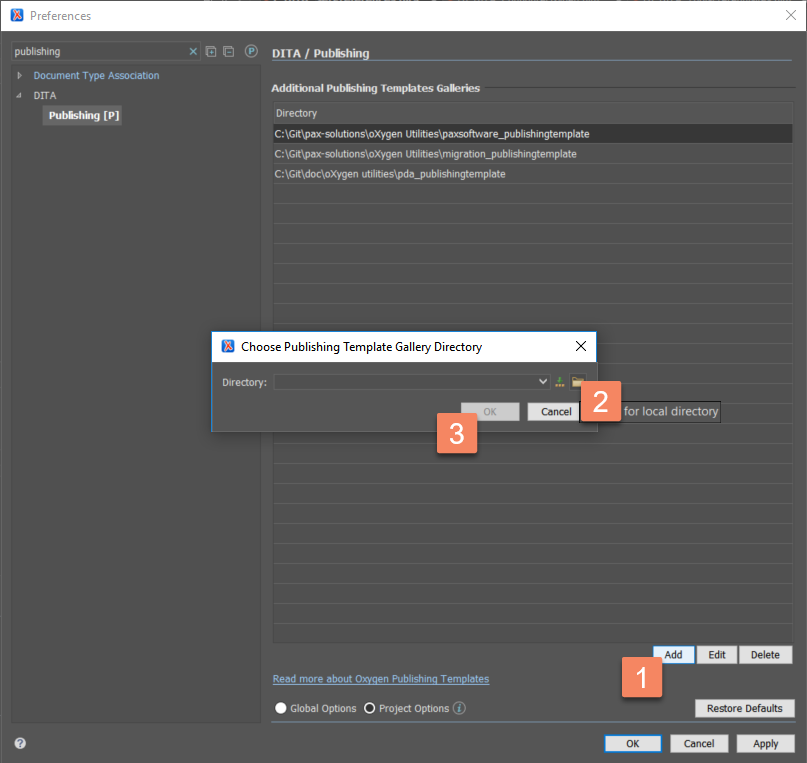 Preferences
publishing
P
DITA / Publishing
Document Type Association
DITA
Publishing [P]
Additional Publishing Templates Galleries
Directory
C:\Git\pax-solutions\oXygen Utilities\paxsoftware_publishingtemplate
C:\Git\pax-solutions\oXygen Utilities\migration_publishingtemplate
C:\Git\doc\oXygen utilities\pda_publishingtemplate
Choose Publishing Template Gallery Directory
Directory:
2
OK Cancel for local directory
3
Add Edit Delete
1
Read more about Oxygen Publishing Templates
Global Options Project Options i
Restore Defaults
? OK Cancel Apply